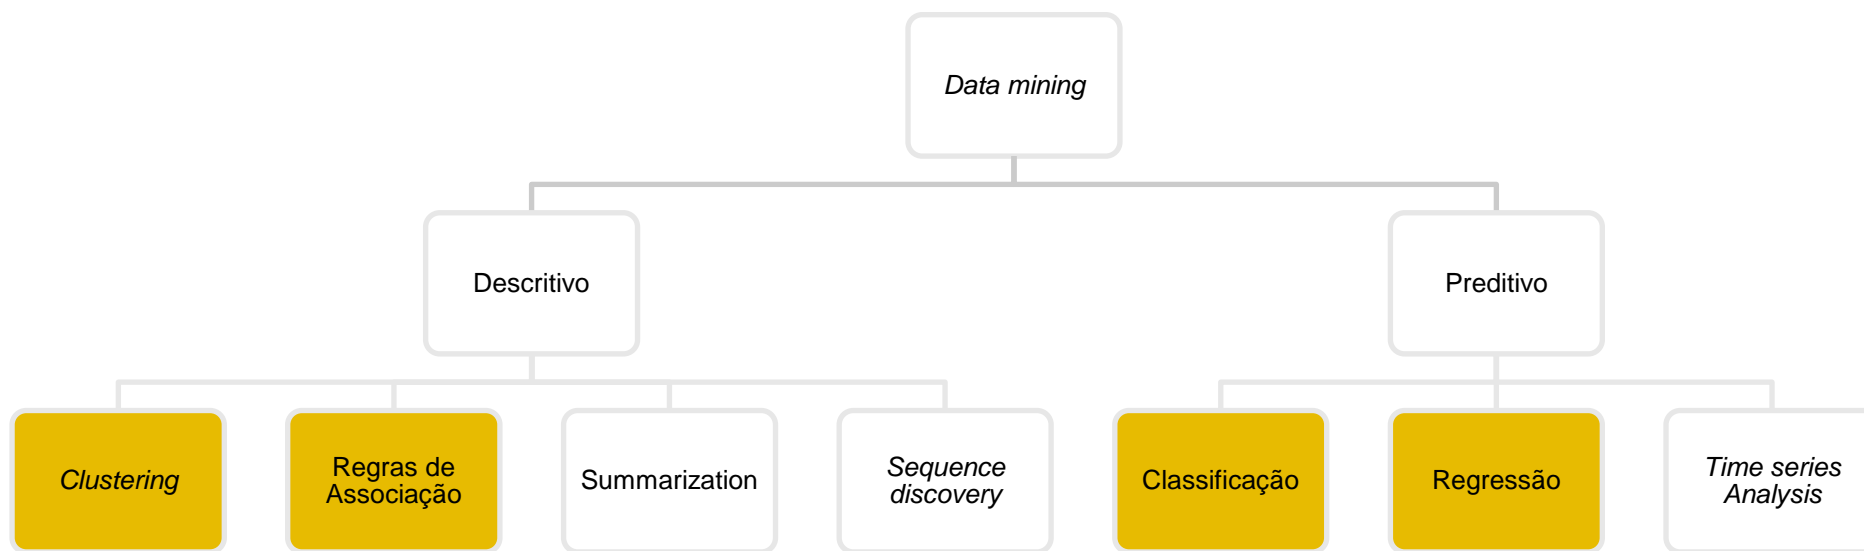 Data mining
Descritivo
Preditivo
Clustering
Regras de
Associação
Summarization
Sequence
discovery
Classificação
Regressão
Time series
Analysis